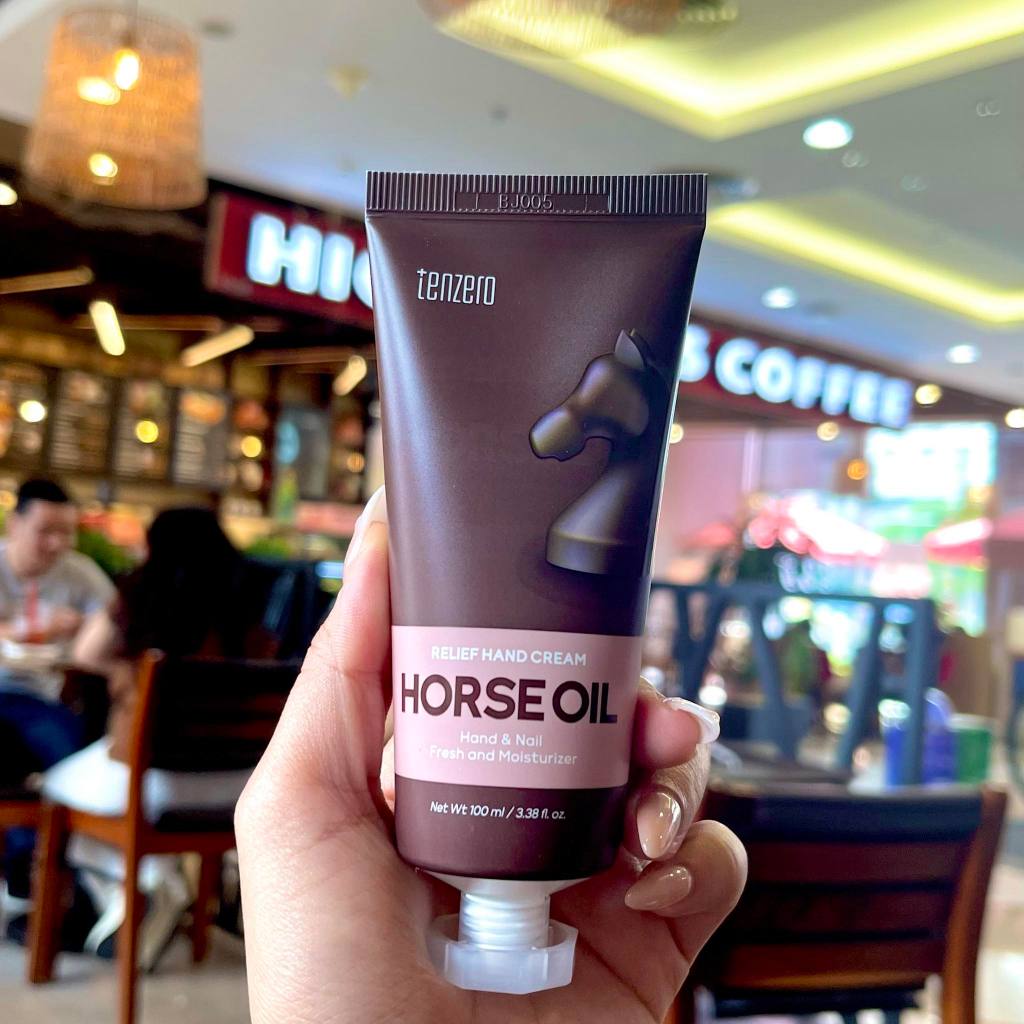 BJ005
tenzero
HIG
S COFFEE
RELIEF HAND CREAM
HORSE OIL
Hand & Nail
Fresh and Moisturizer
Net Wt 100 ml / 3.38 fl. oz.